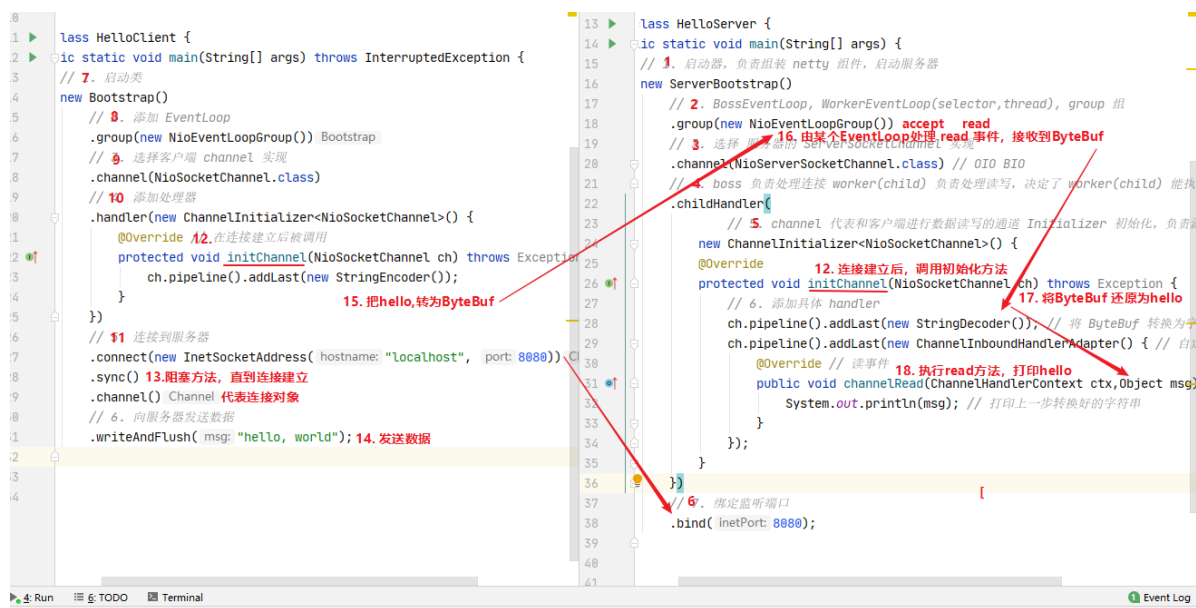 lass HelloClient {
ic static void main(String[] args) throws InterruptedException {
// 7. 启动类
new Bootstrap()
// 8. 添加 EventLoop
.group(new NioEventLoopGroup()) Bootstrap
// 9. 选择客户端 channel 实现
.channel(NioSocketChannel.class)
// 10 添加处理器
.handler(new ChannelInitializer<NioSocketChannel>() {
@Override // 12. 在连接建立后被调用
protected void initChannel(NioSocketChannel ch) throws Exceptio
ch.pipeline().addLast(new StringEncoder());
}
15. 把hello,转为ByteBuf
})
// 11 连接到服务器
.connect(new InetSocketAddress( hostname: "localhost", port: 8080))
.sync() 13.阻塞方法，直到连接建立
.channel() Channel 代表连接对象
// 6. 向服务器发送数据
.writeAndFlush( msg: "hello, world"); 14. 发送数据
13 lass HelloServer {
14 ic static void main(String[] args) {
15 // 1. 启动器，负责组装 netty 组件，启动服务器
16 new ServerBootstrap()
17 // 2. BossEventLoop, WorkerEventLoop(selector,thread), group 组
18 .group(new NioEventLoopGroup()) accept read
16. 由某个EventLoop处理 read 事件，接收到ByteBuf
19 // 3. 选择 服务器的 ServerSocketChannel 实现
20 .channel(NioServerSocketChannel.class) // OIO BIO
21 // 4. boss 负责处理连接 worker(child) 负责处理读写，决定了 worker(child) 能执
22 .childHandler(
23 // 5. channel 代表和客户端进行数据读写的通道 Initializer 初始化，负责
24 new ChannelInitializer<NioSocketChannel>() {
25 @Override
12. 连接建立后，调用初始化方法
26 protected void initChannel(NioSocketChannel ch) throws Exception {
27 // 6. 添加具体 handler
17. 将ByteBuf 还原为hello
28 ch.pipeline().addLast(new StringDecoder()); // 将 ByteBuf 转换为字
29 ch.pipeline().addLast(new ChannelInboundHandlerAdapter() { // 自定
30 @Override // 读事件
18. 执行read方法，打印hello
31 public void channelRead(ChannelHandlerContext ctx,Object msg)
32 System.out.println(msg); // 打印上一步转换好的字符串
33 }
34 });
35 }
36 })
[
37 // 6 . 绑定监听端口
38 .bind( inetPort: 8080);
39
40
41
4: Run 6: TODO Terminal 1 Event Log